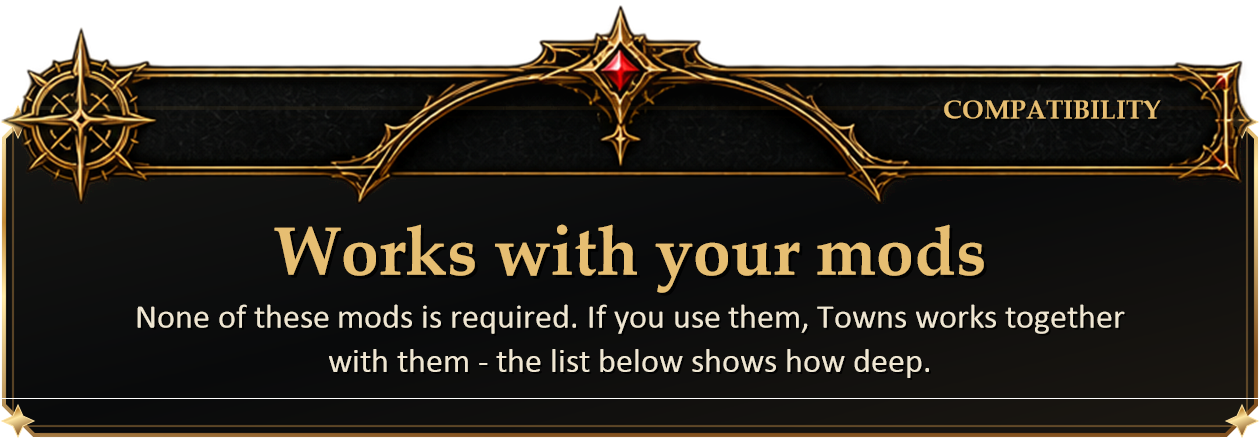 COMPATIBILITY
Works with your mods
None of these mods is required. If you use them, Towns works together
with them - the list below shows how deep.